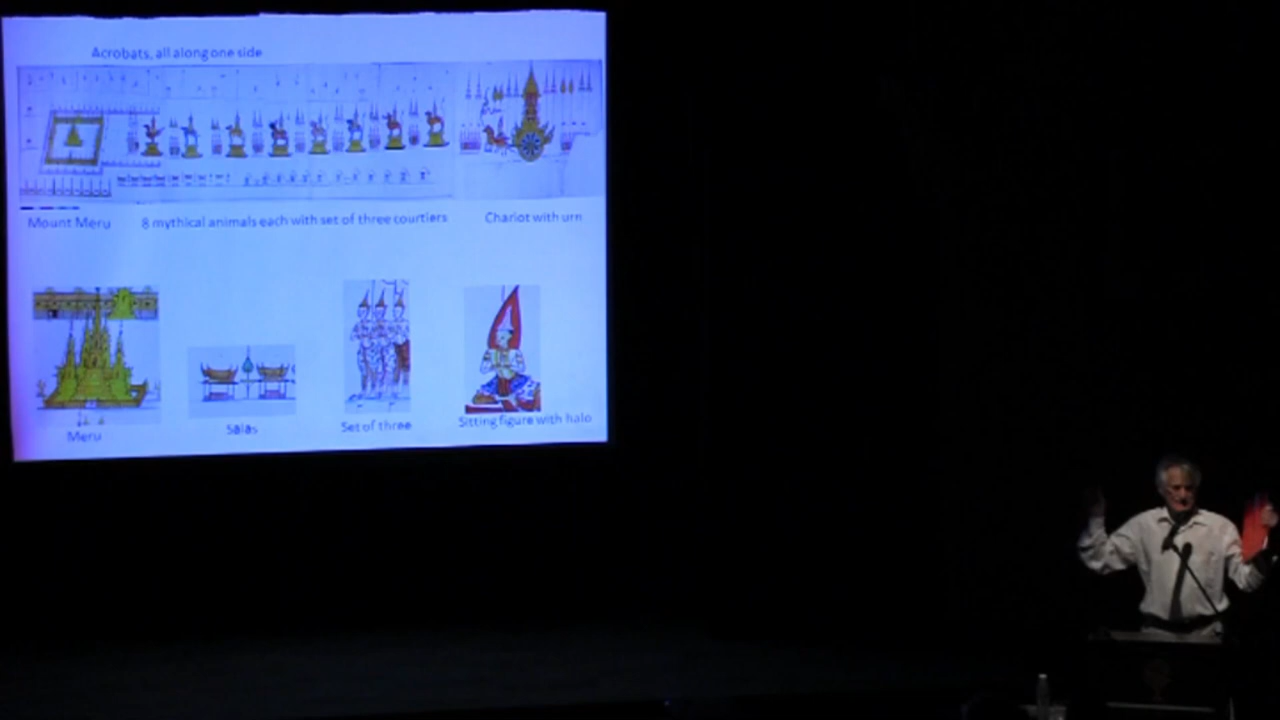 Acrobats, all along one side
Mount Meru
8 mythical animals each with set of three courtiers
Chariot with urn
Meru
Salas
Set of three
Sitting figure with halo